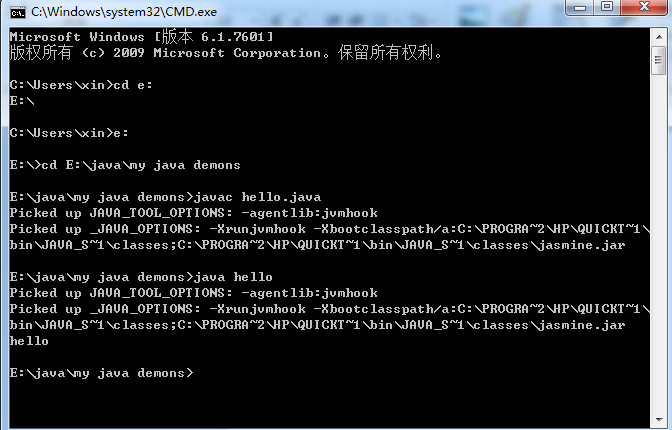 C:\Windows\system32\CMD.exe
Microsoft Windows [版本 6.1.7601]
版权所有 (c) 2009 Microsoft Corporation。保留所有权利。
C:\Users\xin>cd e:
E:\
C:\Users\xin>e:
E:\>cd E:\java\my java demons
E:\java\my java demons>javac hello.java
Picked up JAVA_TOOL_OPTIONS: -agentlib:jvmhook
Picked up _JAVA_OPTIONS: -Xrunjvmhook -Xbootclasspath/a:C:\PROGRA~2\HP\QUICKT~1\
bin\JAVA_S~1\classes;C:\PROGRA~2\HP\QUICKT~1\bin\JAVA_S~1\classes\jasmine.jar
E:\java\my java demons>java hello
Picked up JAVA_TOOL_OPTIONS: -agentlib:jvmhook
Picked up _JAVA_OPTIONS: -Xrunjvmhook -Xbootclasspath/a:C:\PROGRA~2\HP\QUICKT~1\
bin\JAVA_S~1\classes;C:\PROGRA~2\HP\QUICKT~1\bin\JAVA_S~1\classes\jasmine.jar
hello
E:\java\my java demons>